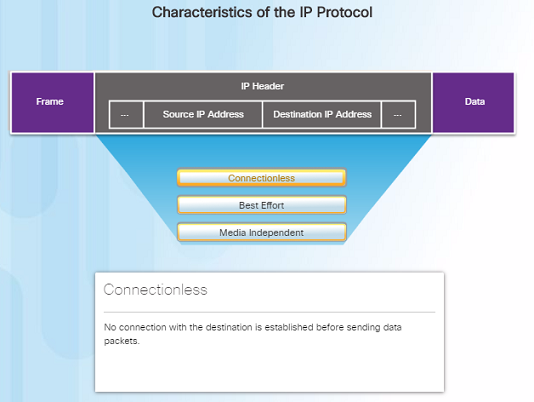 Characteristics of the IP Protocol
Frame
IP Header
Data
...
Source IP Address
Destination IP Address
...
Connectionless
Best Effort
Media Independent
Connectionless
No connection with the destination is established before sending data
packets.